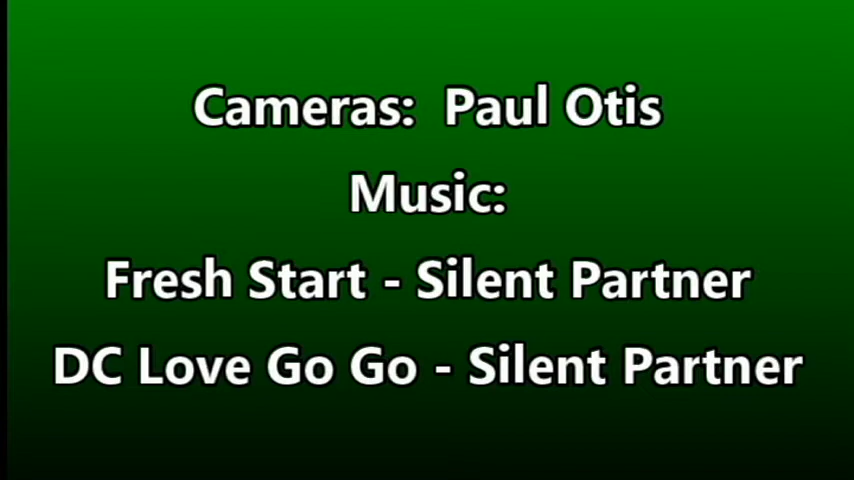 Cameras:  Paul Otis
Music:
Fresh Start - Silent Partner
DC Love Go Go - Silent Partner